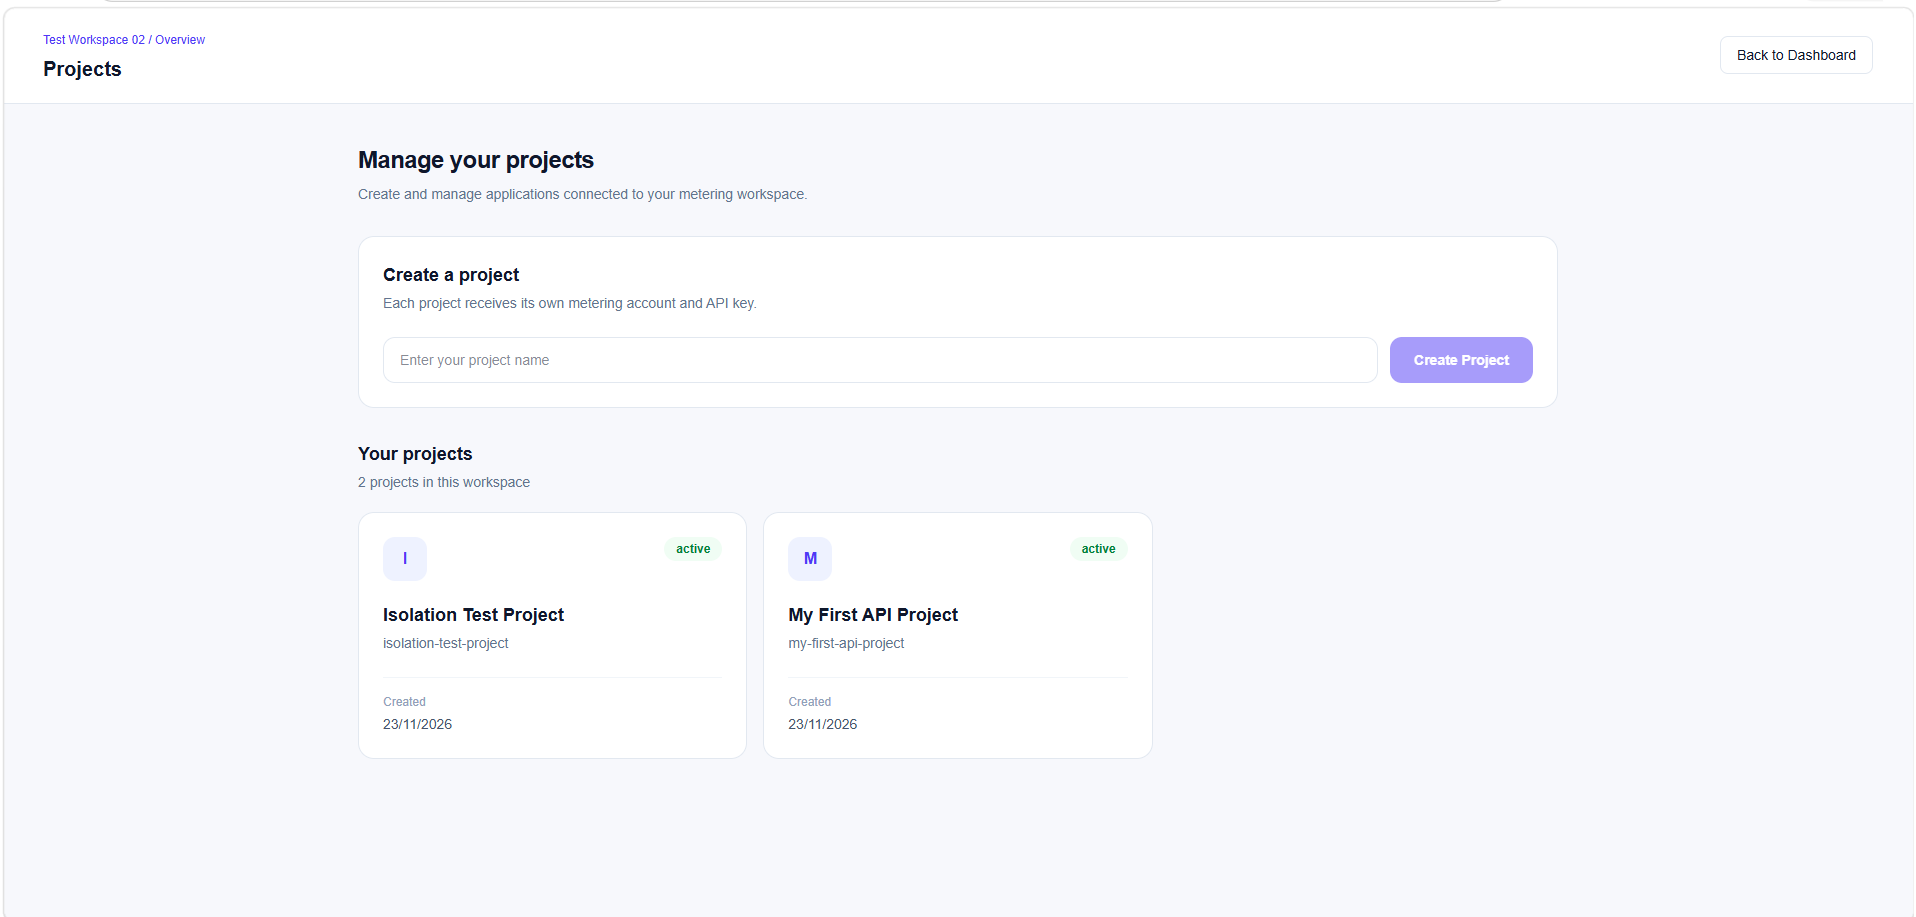 Test Workspace 02 / Overview
Projects
Back to Dashboard
Manage your projects
Create and manage applications connected to your metering workspace.
Create a project
Each project receives its own metering account and API key.
Enter your project name
Create Project
Your projects
2 projects in this workspace
I
active
Isolation Test Project
isolation-test-project
Created
23/11/2026
M
active
My First API Project
my-first-api-project
Created
23/11/2026